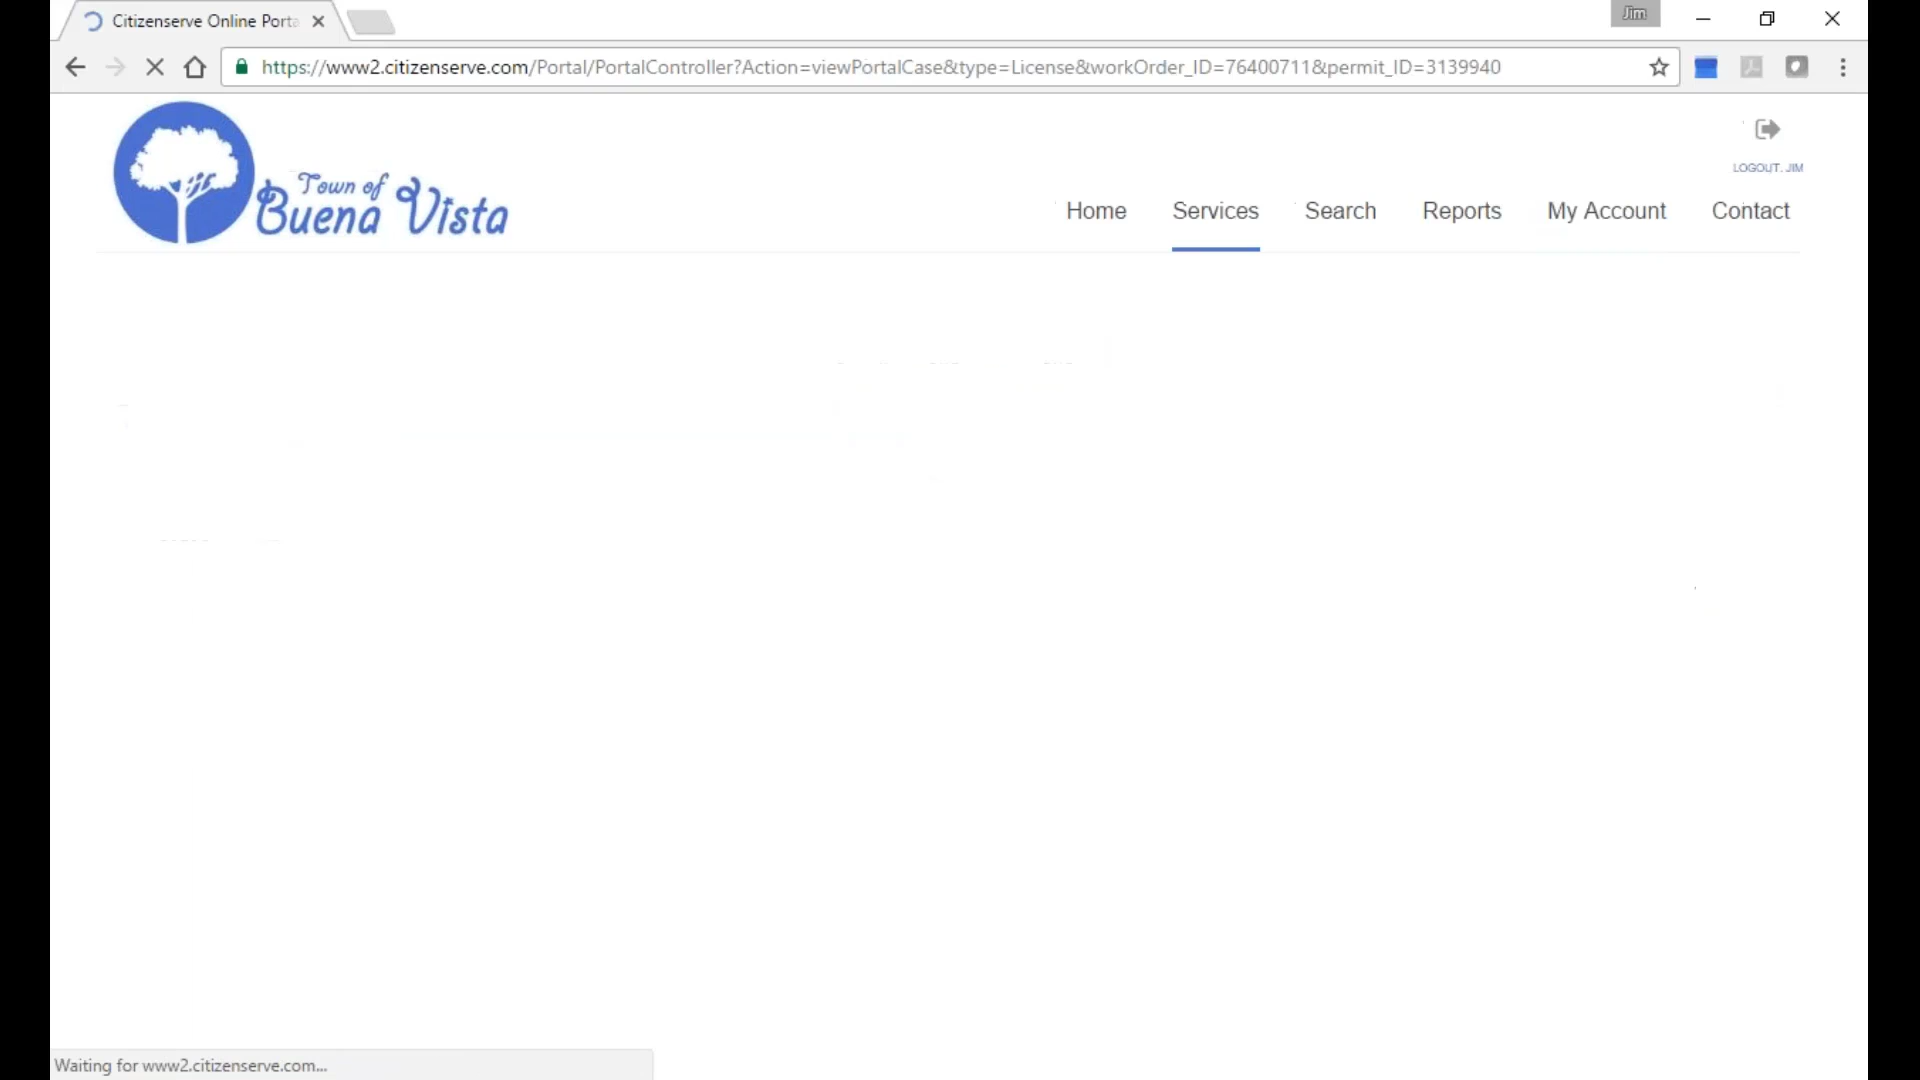 Citizenserve Online Porta
Jim
https://www2.citizenserve.com/Portal/PortalController?Action=viewPortalCase&type=License&workOrder_ID=76400711&permit_ID=3139940
LOGOUT, JIM
Town of
Buena Vista
Home Services Search Reports My Account Contact
Waiting for www2.citizenserve.com...